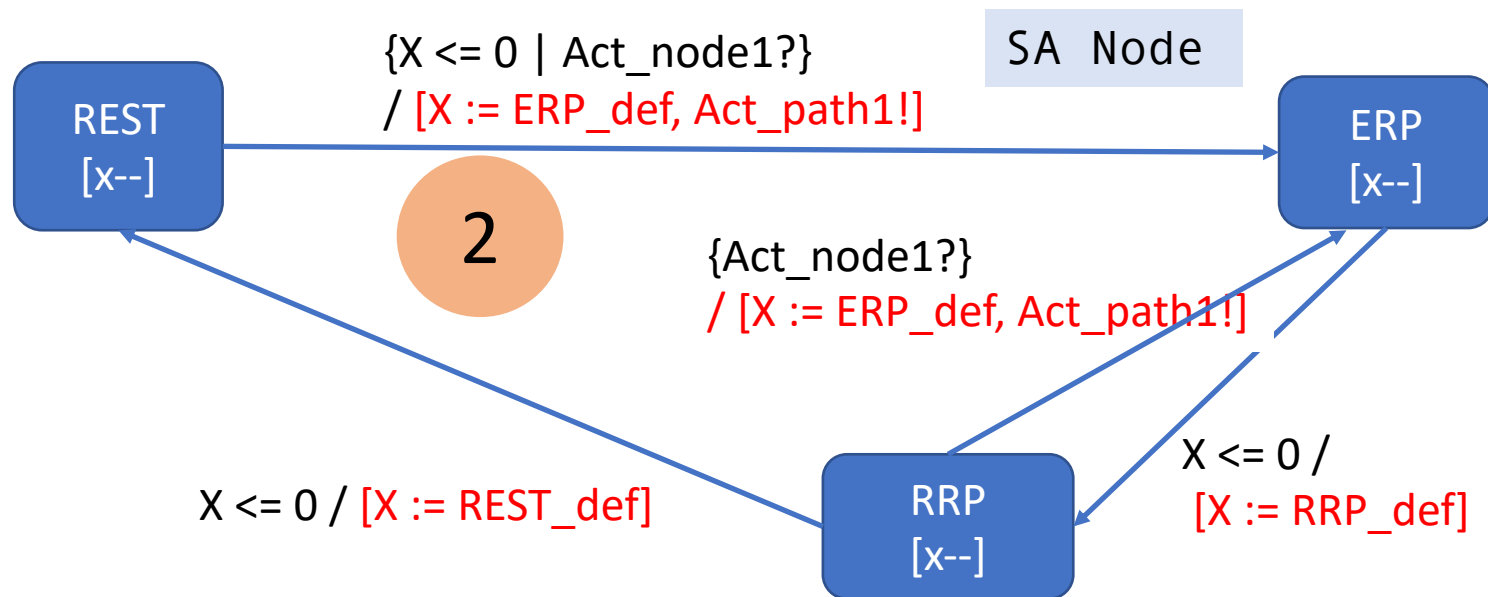 {X <= 0 | Act_node1?}
/ [X := ERP_def, Act_path1!]
SA Node
REST
[x--]
ERP
[x--]
2
{Act_node1?}
/ [X := ERP_def, Act_path1!]
X <= 0 /
[X := RRP_def]
X <= 0 / [X := REST_def]
RRP
[x--]